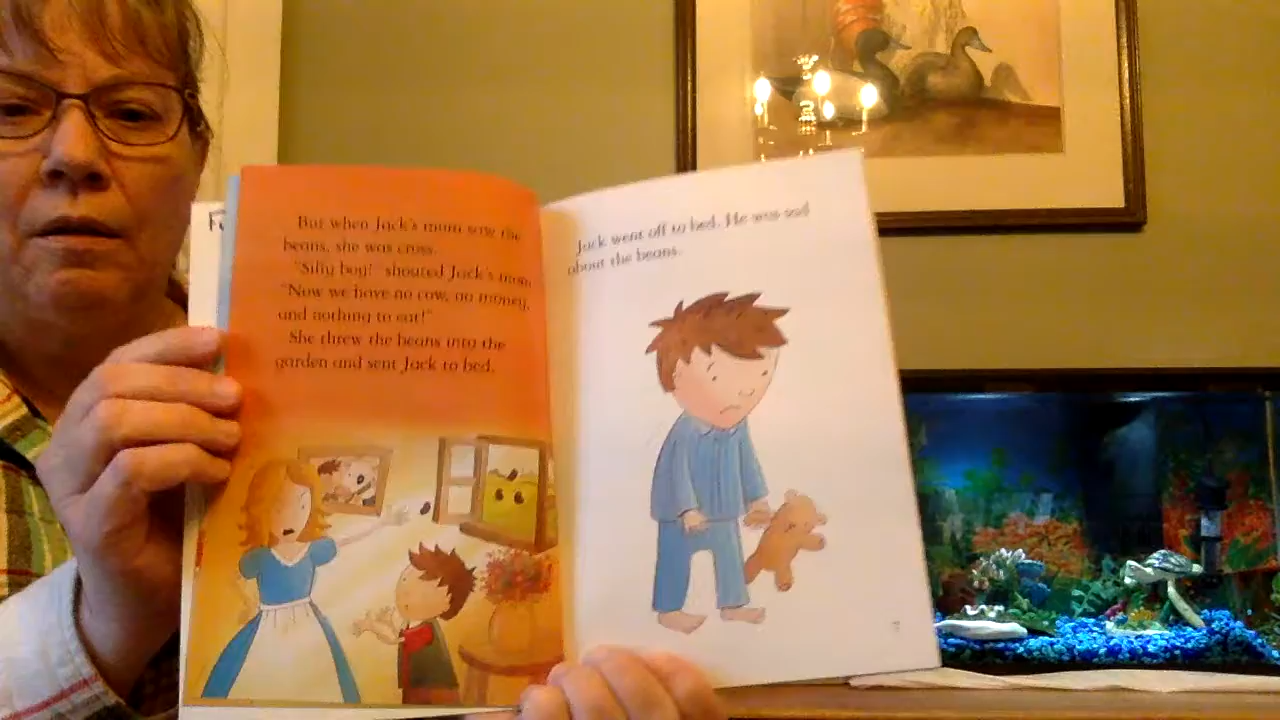 But when Jack's mum saw the
beans, she was cross.
"Silly boy!" shouted Jack's mum.
"Now we have no cow, no money,
and nothing to eat!"
She threw the beans into the
garden and sent Jack to bed.
Jack went off to bed. He was sad
about the beans.
7